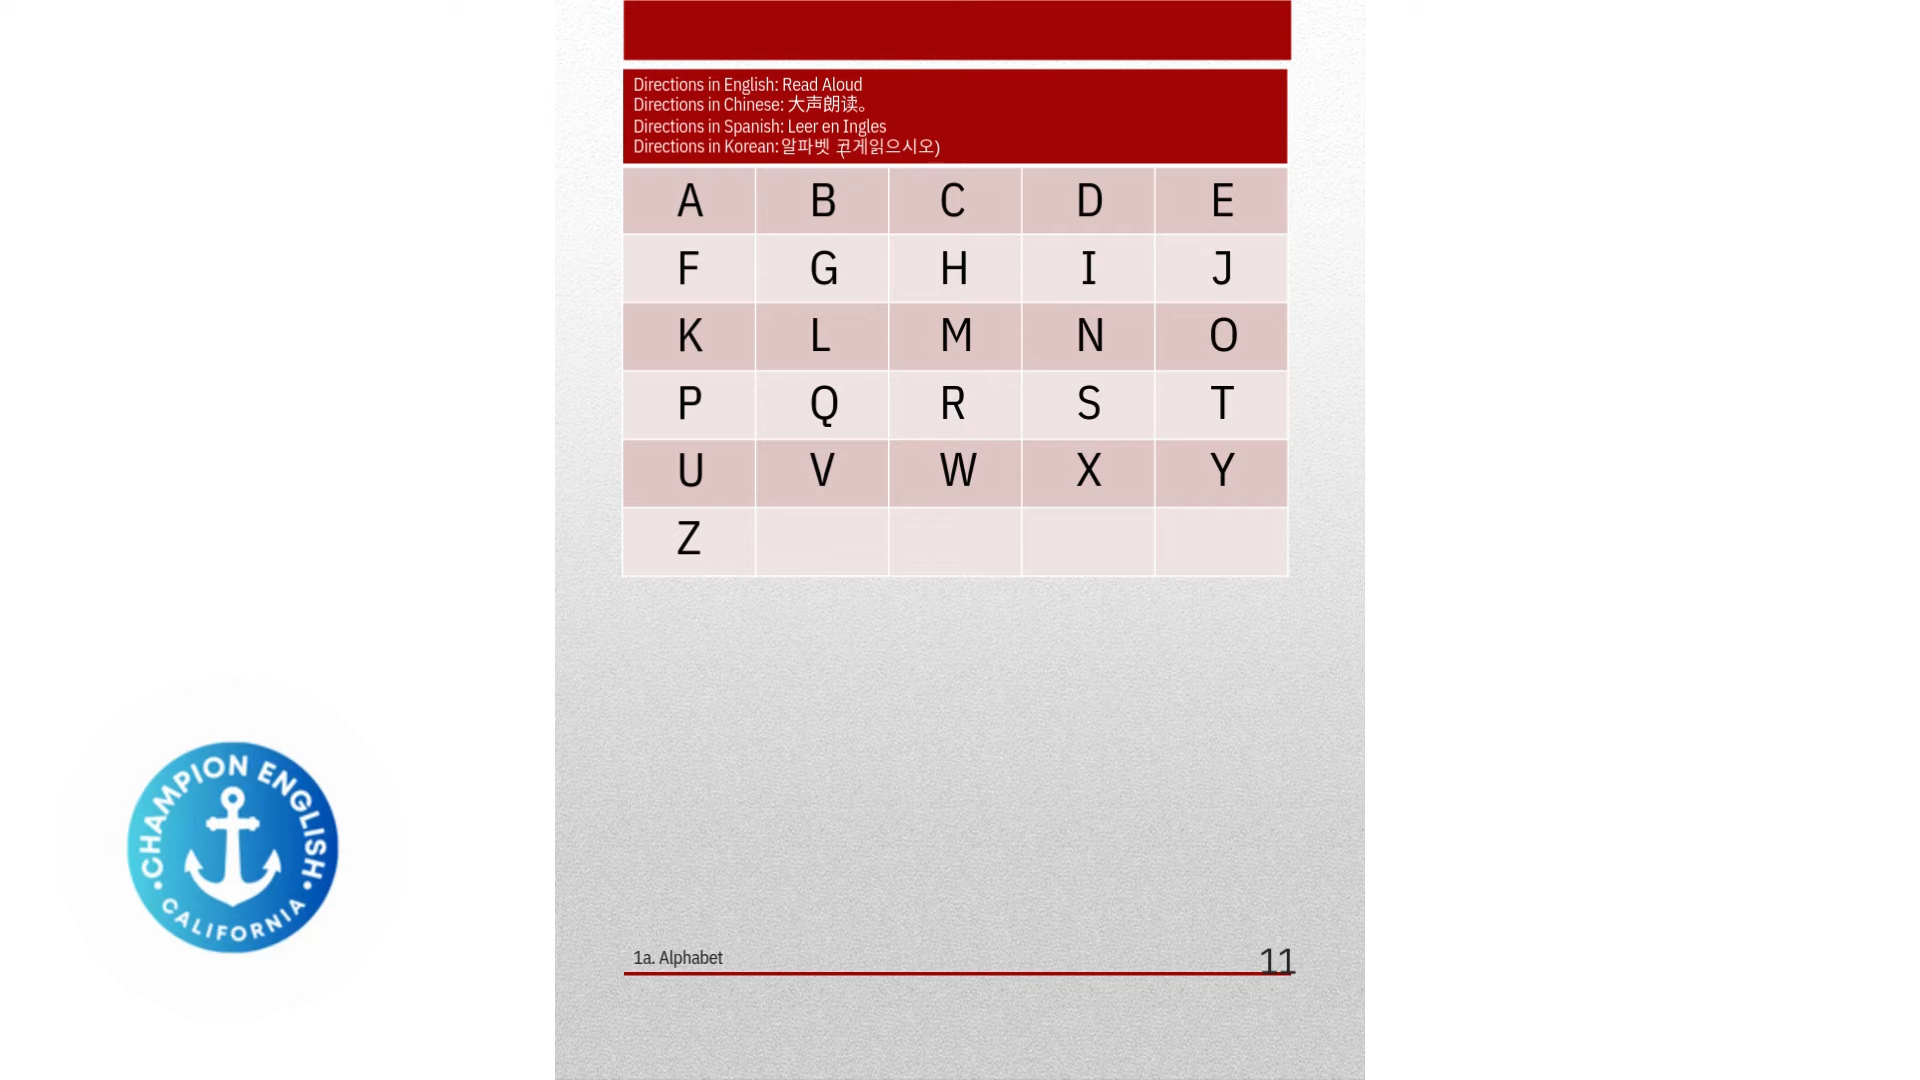 Directions in English: Read Aloud
Directions in Chinese: 大声朗读。
Directions in Spanish: Leer en Ingles
Directions in Korean: 알파벳 크게읽으시오)
A B C D E
F G H I J
K L M N O
P Q R S T
U V W X Y
Z
CHAMPION ENGLISH
CALIFORNIA
1a. Alphabet
11